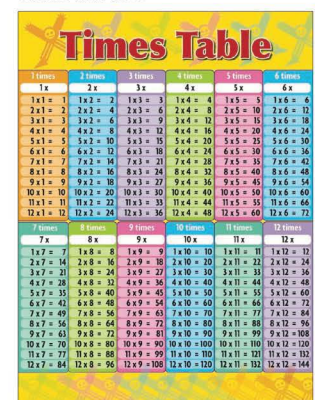 Times Table
1 times
1 x
1 x 1 = 1
2 x 1 = 2
3 x 1 = 3
4 x 1 = 4
5 x 1 = 5
6 x 1 = 6
7 x 1 = 7
8 x 1 = 8
9 x 1 = 9
10 x 1 = 10
11 x 1 = 11
12 x 1 = 12
2 times
2 x
1 x 2 = 2
2 x 2 = 4
3 x 2 = 6
4 x 2 = 8
5 x 2 = 10
6 x 2 = 12
7 x 2 = 14
8 x 2 = 16
9 x 2 = 18
10 x 2 = 20
11 x 2 = 22
12 x 2 = 24
3 times
3 x
1 x 3 = 3
2 x 3 = 6
3 x 3 = 9
4 x 3 = 12
5 x 3 = 15
6 x 3 = 18
7 x 3 = 21
8 x 3 = 24
9 x 3 = 27
10 x 3 = 30
11 x 3 = 33
12 x 3 = 36
4 times
4 x
1 x 4 = 4
2 x 4 = 8
3 x 4 = 12
4 x 4 = 16
5 x 4 = 20
6 x 4 = 24
7 x 4 = 28
8 x 4 = 32
9 x 4 = 36
10 x 4 = 40
11 x 4 = 44
12 x 4 = 48
5 times
5 x
1 x 5 = 5
2 x 5 = 10
3 x 5 = 15
4 x 5 = 20
5 x 5 = 25
6 x 5 = 30
7 x 5 = 35
8 x 5 = 40
9 x 5 = 45
10 x 5 = 50
11 x 5 = 55
12 x 5 = 60
6 times
6 x
1 x 6 = 6
2 x 6 = 12
3 x 6 = 18
4 x 6 = 24
5 x 6 = 30
6 x 6 = 36
7 x 6 = 42
8 x 6 = 48
9 x 6 = 54
10 x 6 = 60
11 x 6 = 66
12 x 6 = 72
7 times
7 x
1 x 7 = 7
2 x 7 = 14
3 x 7 = 21
4 x 7 = 28
5 x 7 = 35
6 x 7 = 42
7 x 7 = 49
8 x 7 = 56
9 x 7 = 63
10 x 7 = 70
11 x 7 = 77
12 x 7 = 84
8 times
8 x
1 x 8 = 8
2 x 8 = 16
3 x 8 = 24
4 x 8 = 32
5 x 8 = 40
6 x 8 = 48
7 x 8 = 56
8 x 8 = 64
9 x 8 = 72
10 x 8 = 80
11 x 8 = 88
12 x 8 = 96
9 times
9 x
1 x 9 = 9
2 x 9 = 18
3 x 9 = 27
4 x 9 = 36
5 x 9 = 45
6 x 9 = 54
7 x 9 = 63
8 x 9 = 72
9 x 9 = 81
10 x 9 = 90
11 x 9 = 99
12 x 9 = 108
10 times
10 x
1 x 10 = 10
2 x 10 = 20
3 x 10 = 30
4 x 10 = 40
5 x 10 = 50
6 x 10 = 60
7 x 10 = 70
8 x 10 = 80
9 x 10 = 90
10 x 10 = 100
11 x 10 = 110
12 x 10 = 120
11 times
11 x
1 x 11 = 11
2 x 11 = 22
3 x 11 = 33
4 x 11 = 44
5 x 11 = 55
6 x 11 = 66
7 x 11 = 77
8 x 11 = 88
9 x 11 = 99
10 x 11 = 110
11 x 11 = 121
12 x 11 = 132
12 times
12 x
1 x 12 = 12
2 x 12 = 24
3 x 12 = 36
4 x 12 = 48
5 x 12 = 60
6 x 12 = 72
7 x 12 = 84
8 x 12 = 96
9 x 12 = 108
10 x 12 = 120
11 x 12 = 132
12 x 12 = 144